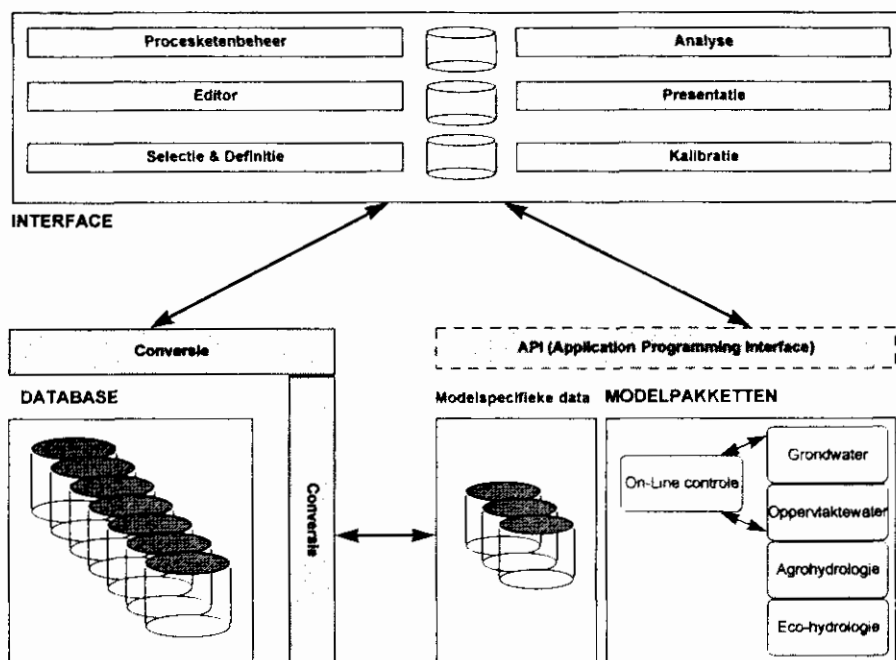 Procesketenbeheer
Analyse
Editor
Presentatie
Selectie & Definitie
Kalibratie
INTERFACE
Conversie
API (Application Programming Interface)
DATABASE
Modelspecifieke data
MODELPAKKETTEN
Conversie
On-Line controle
Grondwater
Oppervlaktewater
Agrohydrologie
Eco-hydrologie